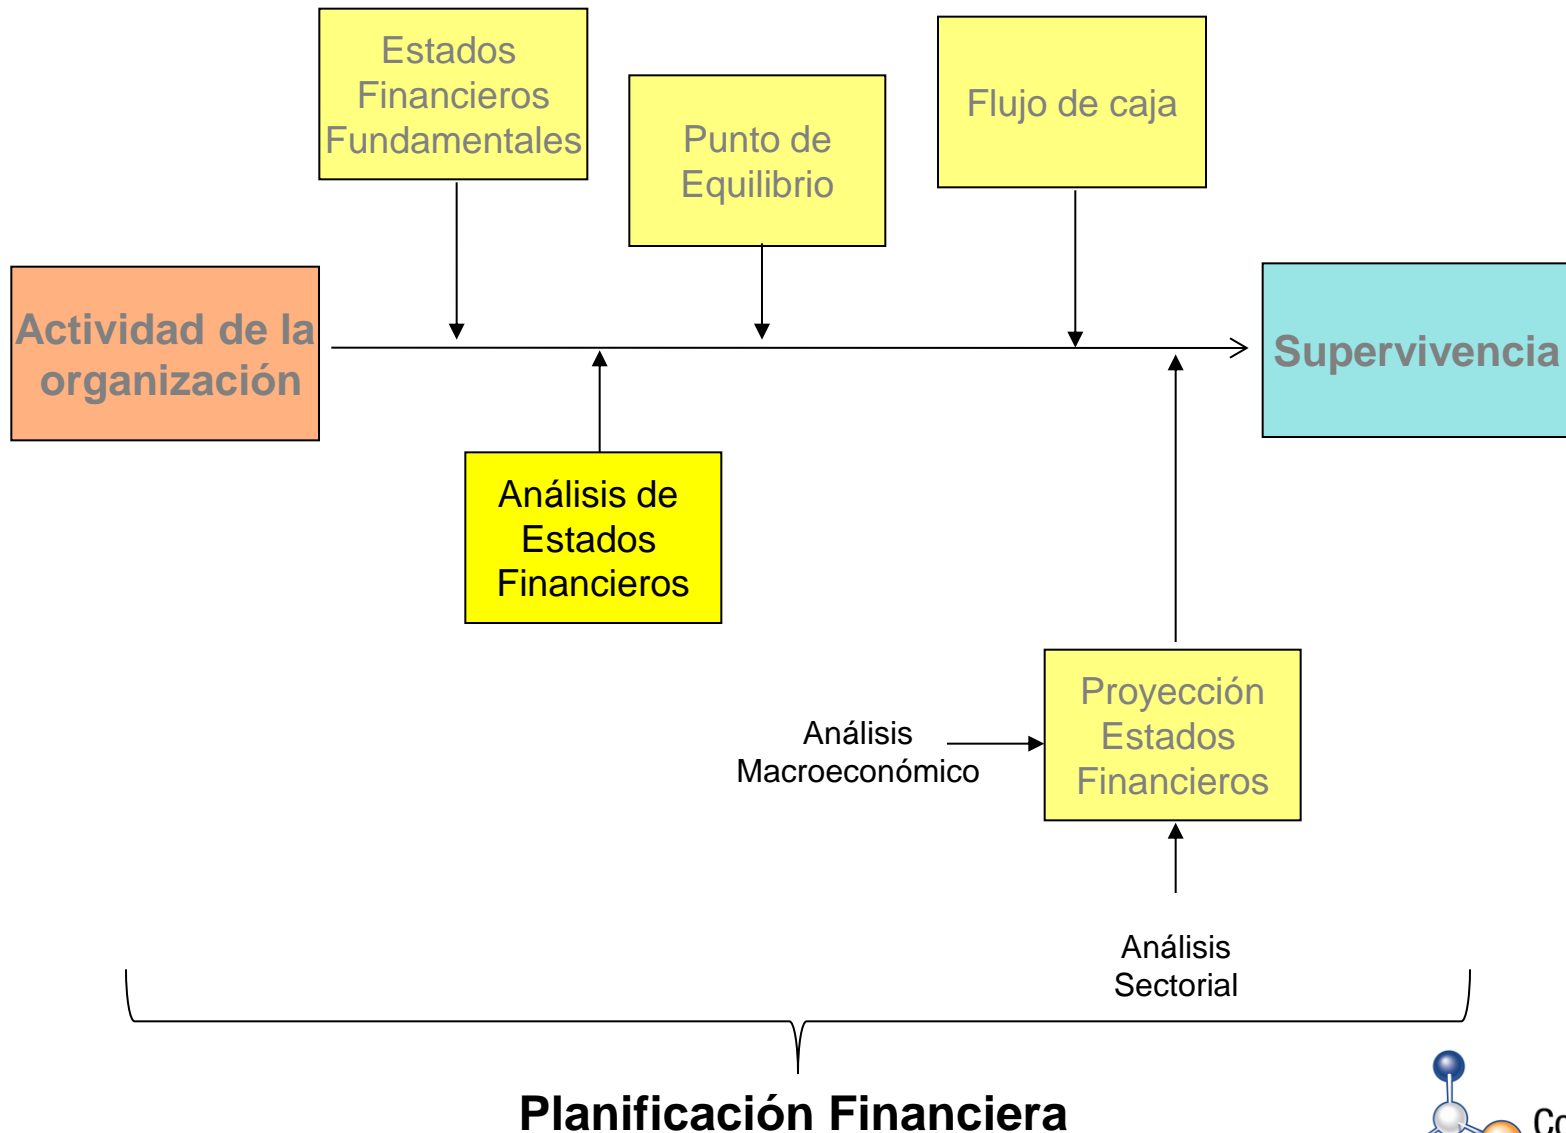 Estados
Financieros
Fundamentales
Punto de
Equilibrio
Flujo de caja
Actividad de la
organización
Supervivencia
Análisis de
Estados
Financieros
Proyección
Estados
Financieros
Análisis
Macroeconómico
Análisis
Sectorial
Planificación Financiera